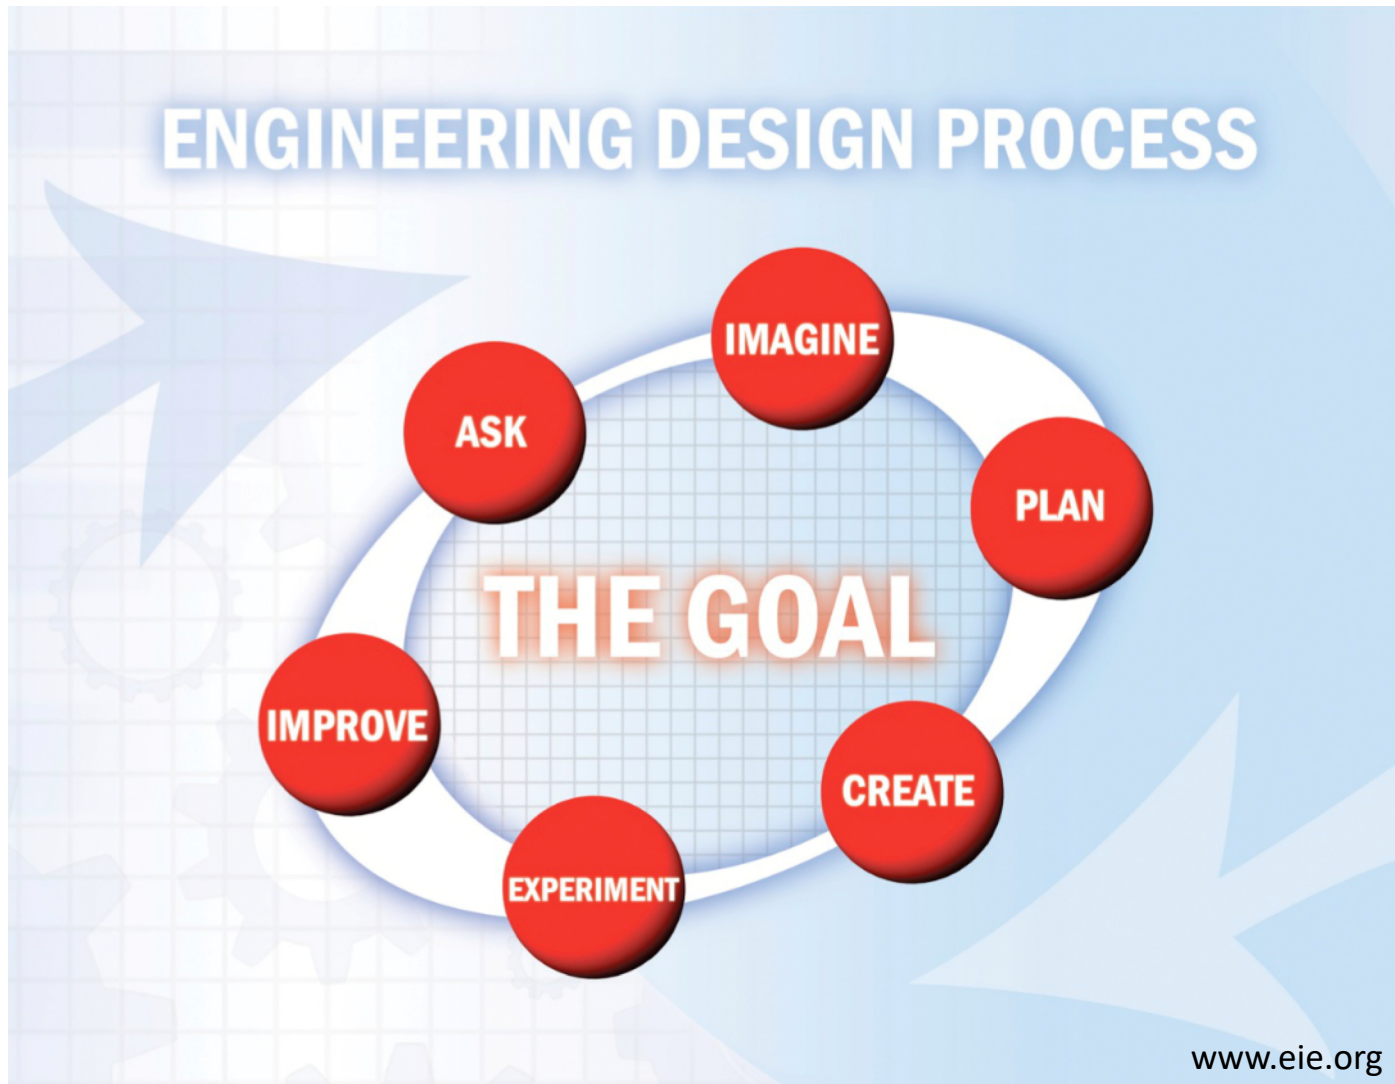 ENGINEERING DESIGN PROCESS
IMAGINE
ASK
PLAN
THE GOAL
IMPROVE
CREATE
EXPERIMENT
www.eie.org